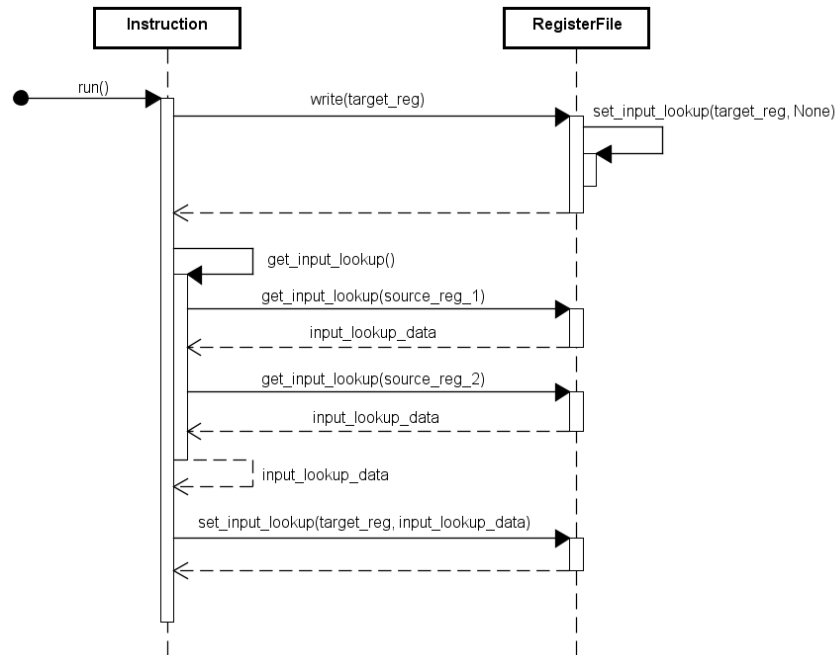 Instruction
RegisterFile
run()
write(target_reg)
set_input_lookup(target_reg, None)
get_input_lookup()
get_input_lookup(source_reg_1)
input_lookup_data
get_input_lookup(source_reg_2)
input_lookup_data
input_lookup_data
set_input_lookup(target_reg, input_lookup_data)